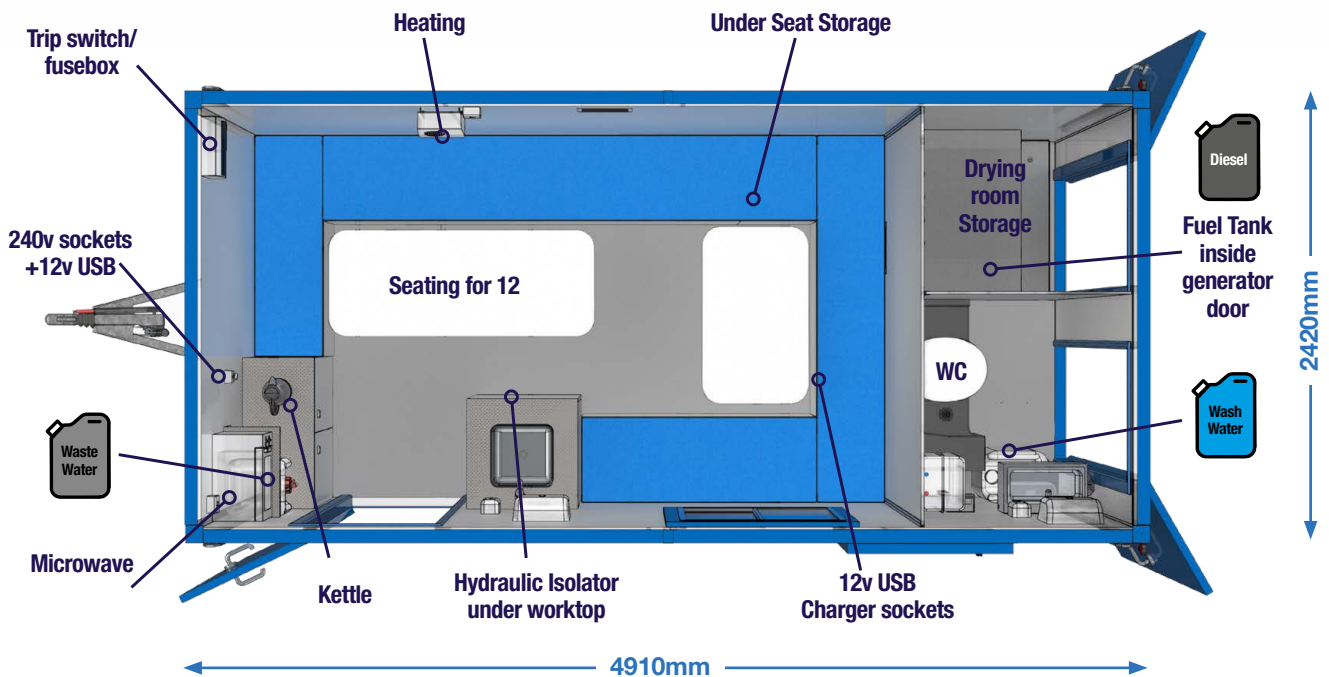 Heating
Under Seat Storage
Trip switch/
fusebox
Diesel
Drying
room
Storage
Fuel Tank
inside
generator
door
240v sockets
+12v USB
Seating for 12
2420mm
WC
Wash
Water
Waste
Water
Microwave
Kettle
Hydraulic Isolator
under worktop
12v USB
Charger sockets
4910mm